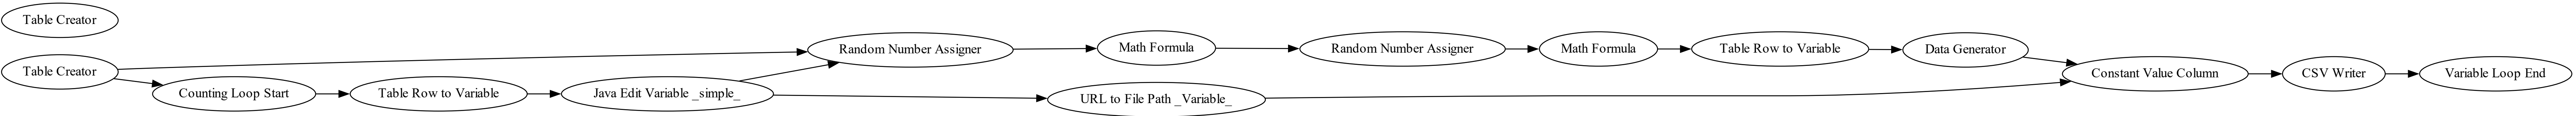 Table Creator
Table Creator
Counting Loop Start
Table Row to Variable
Java Edit Variable _simple_
Random Number Assigner
Math Formula
URL to File Path _Variable_
Random Number Assigner
Math Formula
Table Row to Variable
Data Generator
Constant Value Column
CSV Writer
Variable Loop End